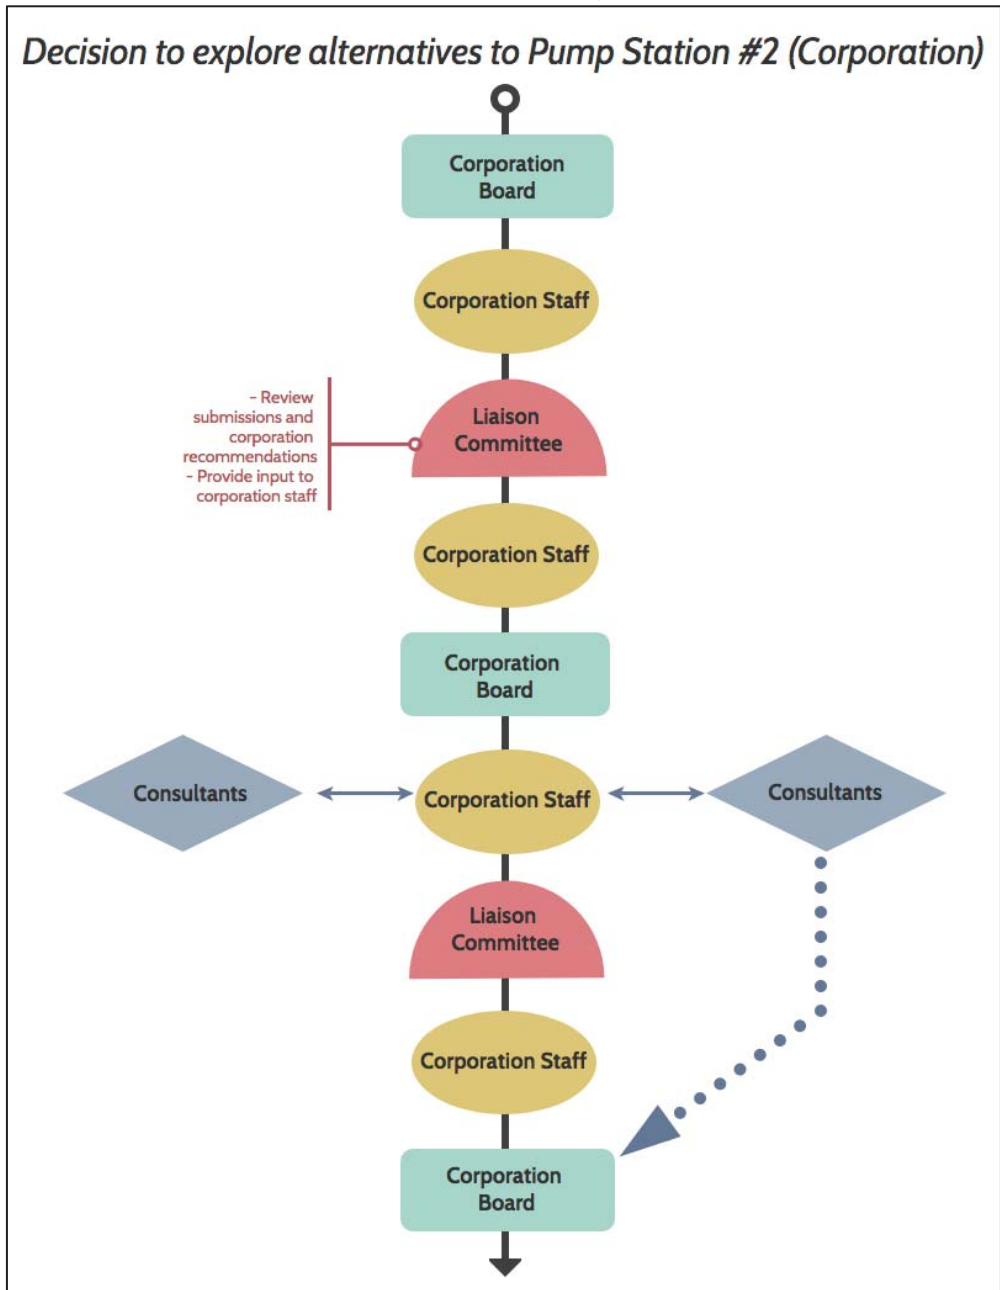 Decision to explore alternatives to Pump Station #2 (Corporation)
Corporation
Board
Corporation Staff
- Review
submissions and
corporation
recommendations
- Provide input to
corporation staff
Liaison
Committee
Corporation Staff
Corporation
Board
Consultants
Corporation Staff
Consultants
Liaison
Committee
Corporation Staff
Corporation
Board